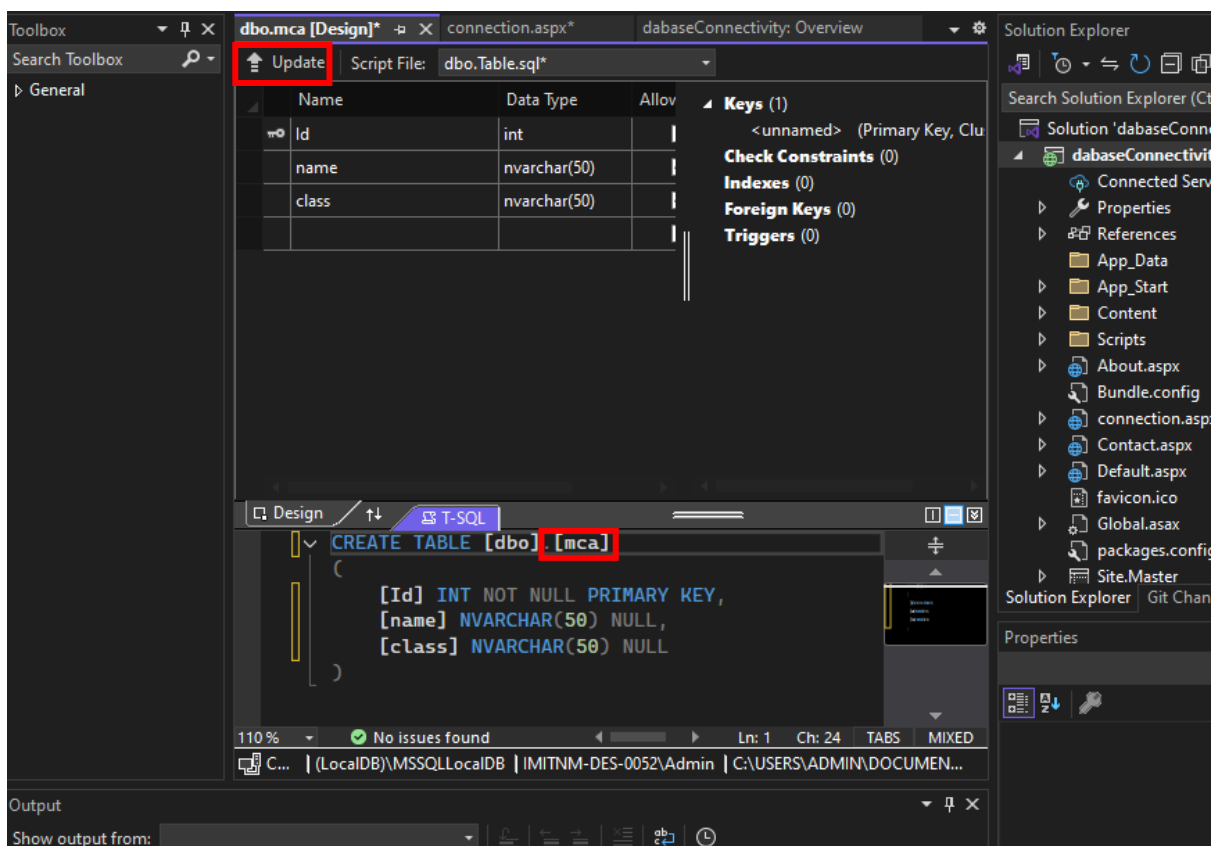 Toolbox
Search Toolbox
General
dbo.mca [Design]*
connection.aspx*
dabaseConnectivity: Overview
Update
Script File:
dbo.Table.sql*
Name Data Type Allow
Id int
name nvarchar(50)
class nvarchar(50)
Keys (1)
<unnamed> (Primary Key, Clu
Check Constraints (0)
Indexes (0)
Foreign Keys (0)
Triggers (0)
Design
T-SQL
CREATE TABLE [dbo].[mca]
(
[Id] INT NOT NULL PRIMARY KEY,
[name] NVARCHAR(50) NULL,
[class] NVARCHAR(50) NULL
)
110 % No issues found Ln: 1 Ch: 24 TABS MIXED
C... | (LocalDB)\MSSQLLocalDB | IMITNM-DES-0052\Admin | C:\USERS\ADMIN\DOCUMEN...
Output
Show output from:
Solution Explorer
Search Solution Explorer (Ct
Solution 'dabaseConne
dabaseConnectivit
Connected Serv
Properties
References
App_Data
App_Start
Content
Scripts
About.aspx
Bundle.config
connection.asp
Contact.aspx
Default.aspx
favicon.ico
Global.asax
packages.config
Site.Master
Solution Explorer Git Chan
Properties